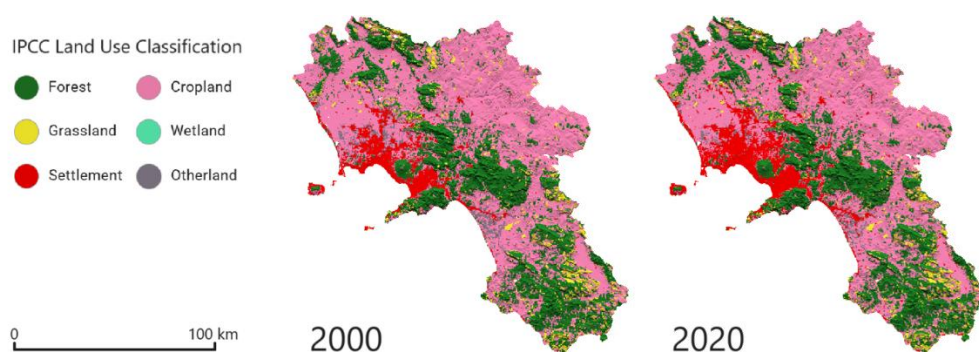 IPCC Land Use Classification
Forest
Cropland
Grassland
Wetland
Settlement
Otherland
0
100 km
2000
2020